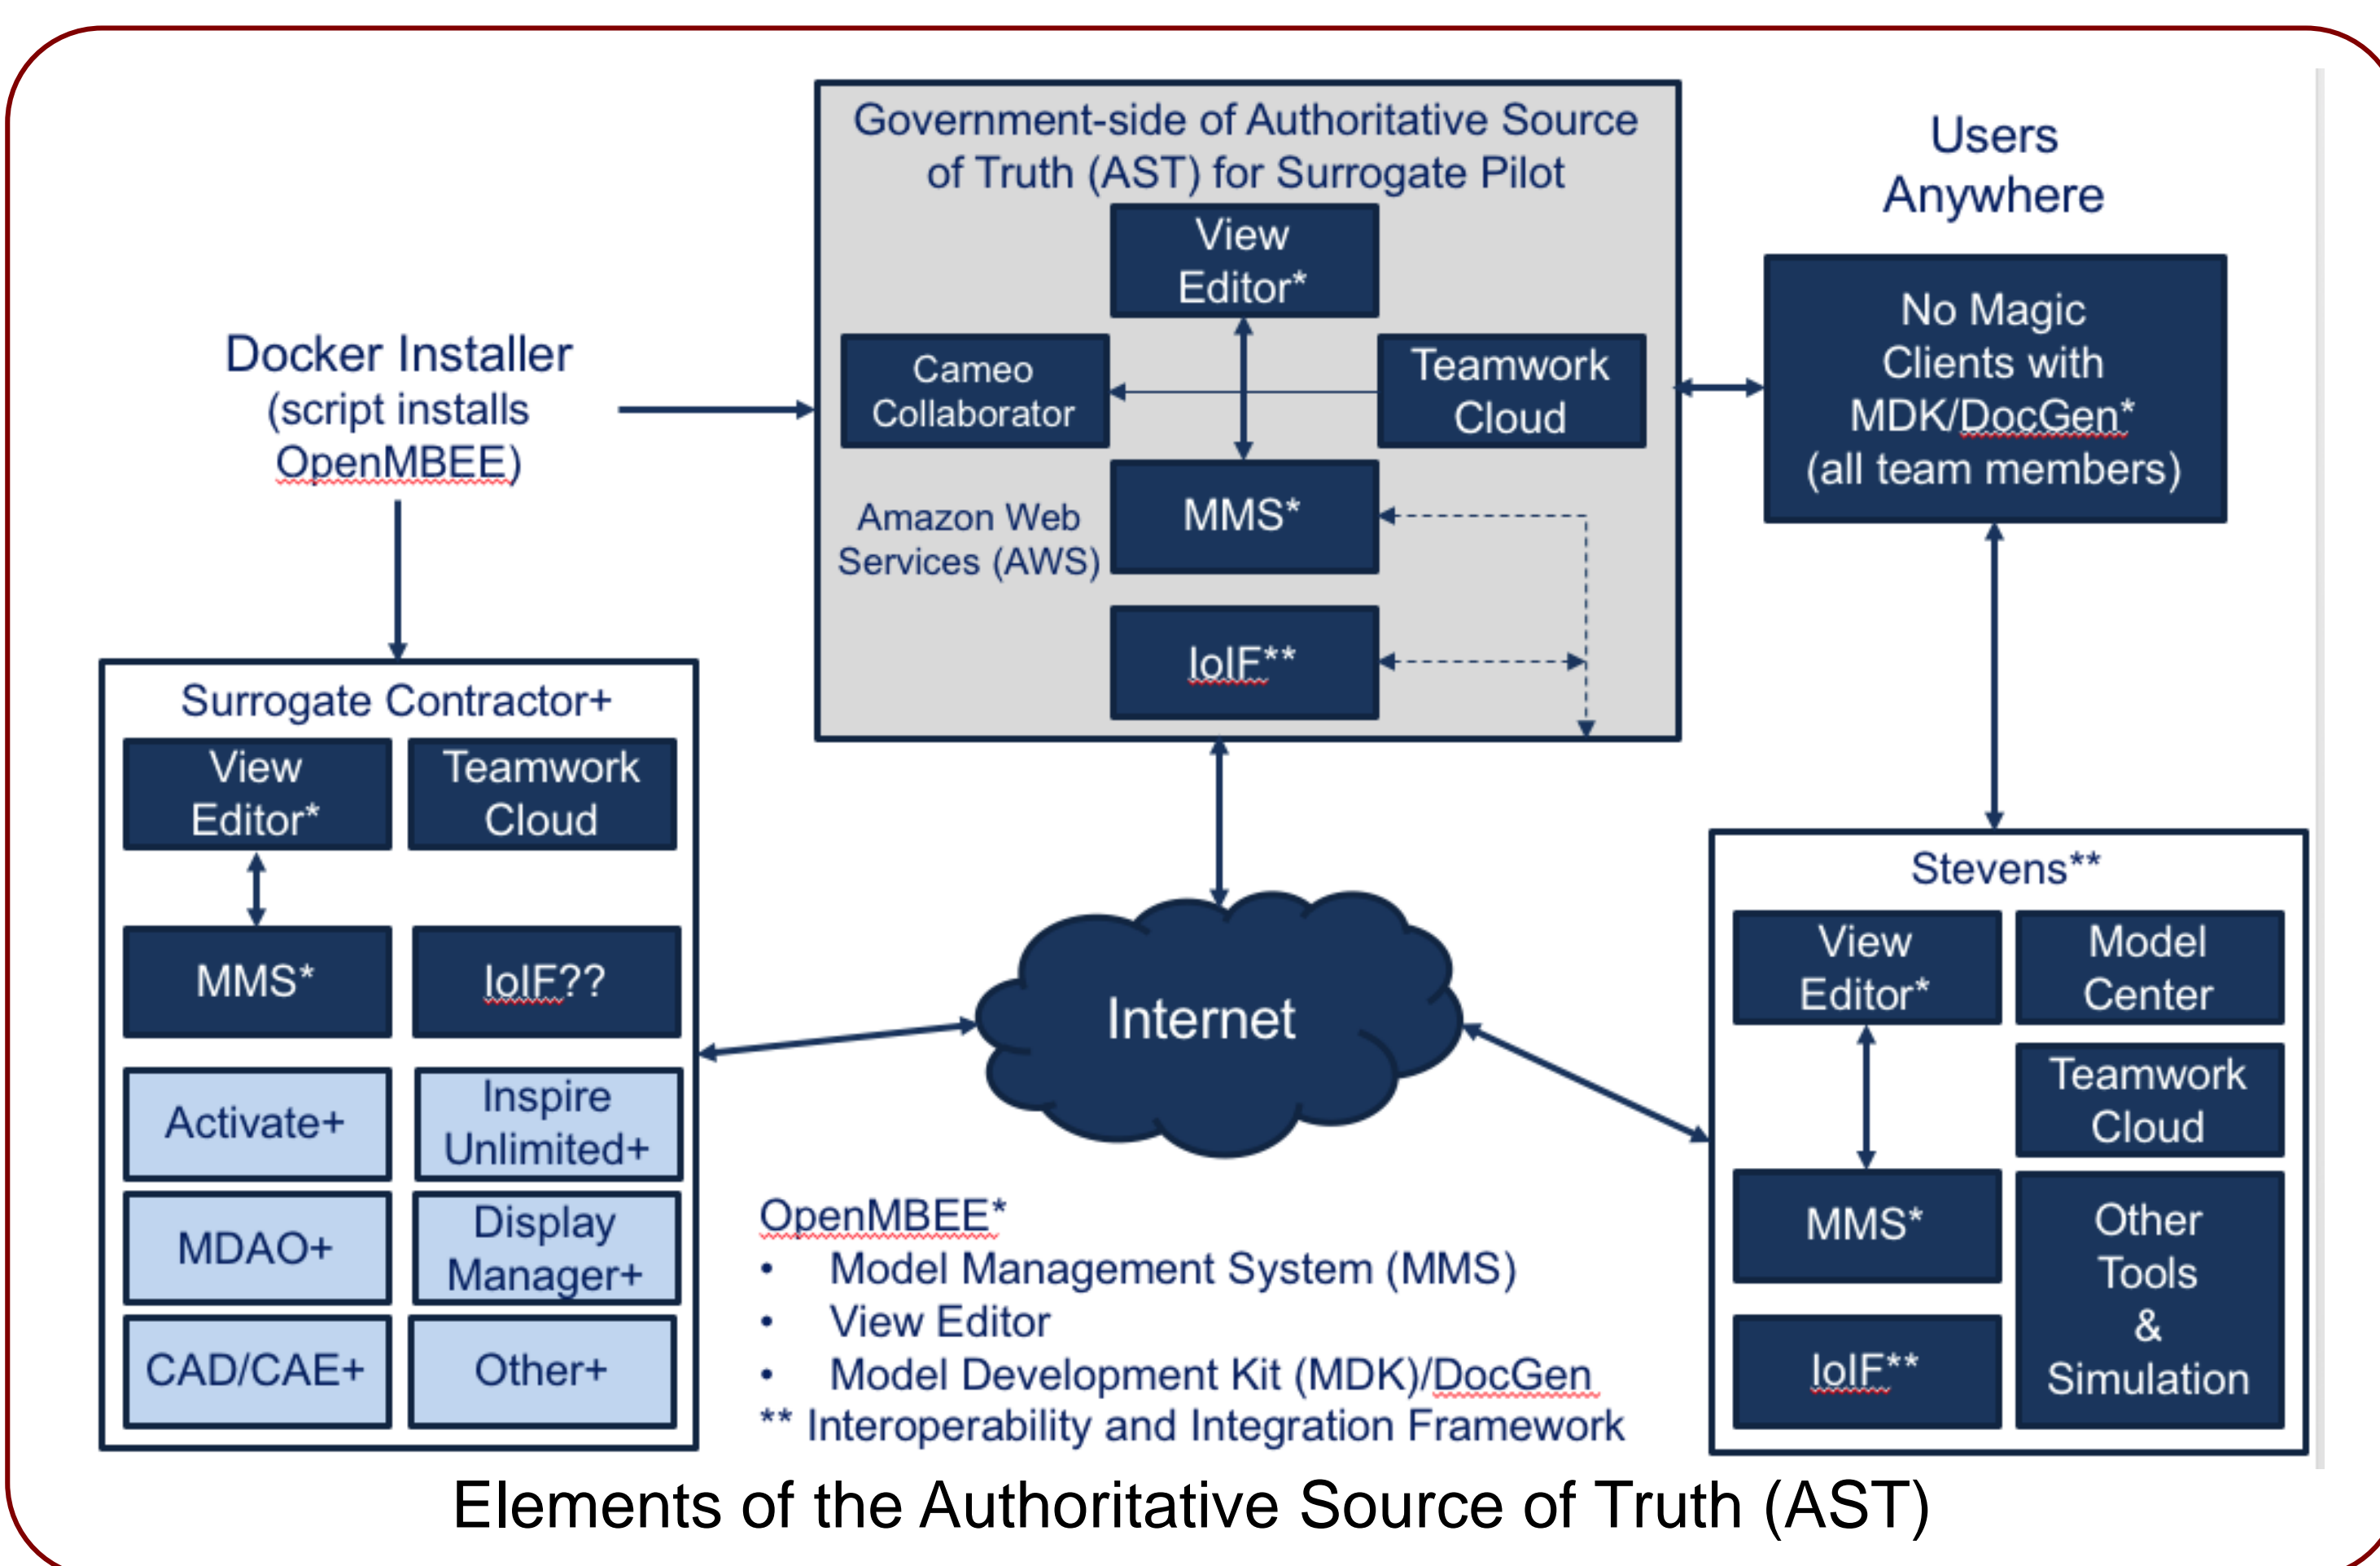 Government-side of Authoritative Source
of Truth (AST) for Surrogate Pilot
View
Editor*
Cameo
Collaborator
Teamwork
Cloud
Amazon Web
Services (AWS)
MMS*
IoIF**
Users
Anywhere
No Magic
Clients with
MDK/DocGen*
(all team members)
Docker Installer
(script installs
OpenMBEE)
Surrogate Contractor+
View
Editor*
Teamwork
Cloud
MMS*
IoIF??
Activate+
Inspire
Unlimited+
MDAO+
Display
Manager+
CAD/CAE+
Other+
Internet
Stevens**
View
Editor*
Model
Center
Teamwork
Cloud
MMS*
Other
Tools
&
Simulation
IoIF**
OpenMBEE*
• Model Management System (MMS)
• View Editor
• Model Development Kit (MDK)/DocGen
** Interoperability and Integration Framework
Elements of the Authoritative Source of Truth (AST)